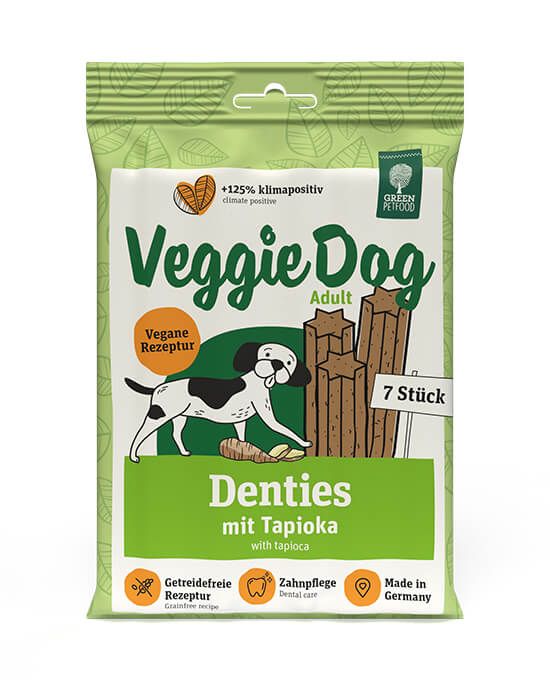 +125% klimapositiv
climate positive
GREEN
PETFOOD
VeggieDog
Adult
Vegane
Rezeptur
7 Stück
Denties
mit Tapioka
with tapioca
Getreidefreie
Rezeptur
Grainfree recipe
Zahnpflege
Dental care
Made in
Germany